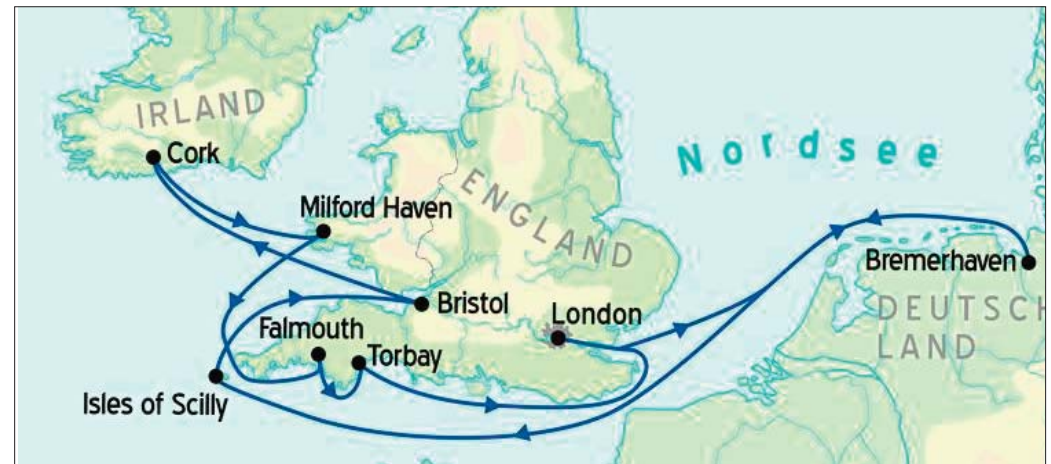 IRLAND
Cork
Nordsee
Milford Haven
ENGLAND
Bremerhaven
Bristol
London
DEUTSCH
LAND
Falmouth
Torbay
Isles of Scilly